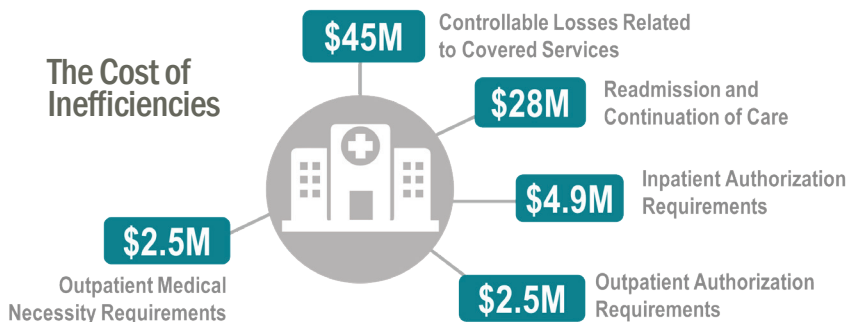 The Cost of
Inefficiencies
$45M
Controllable Losses Related
to Covered Services
$28M
Readmission and
Continuation of Care
$4.9M
Inpatient Authorization
Requirements
$2.5M
Outpatient Medical
Necessity Requirements
$2.5M
Outpatient Authorization
Requirements